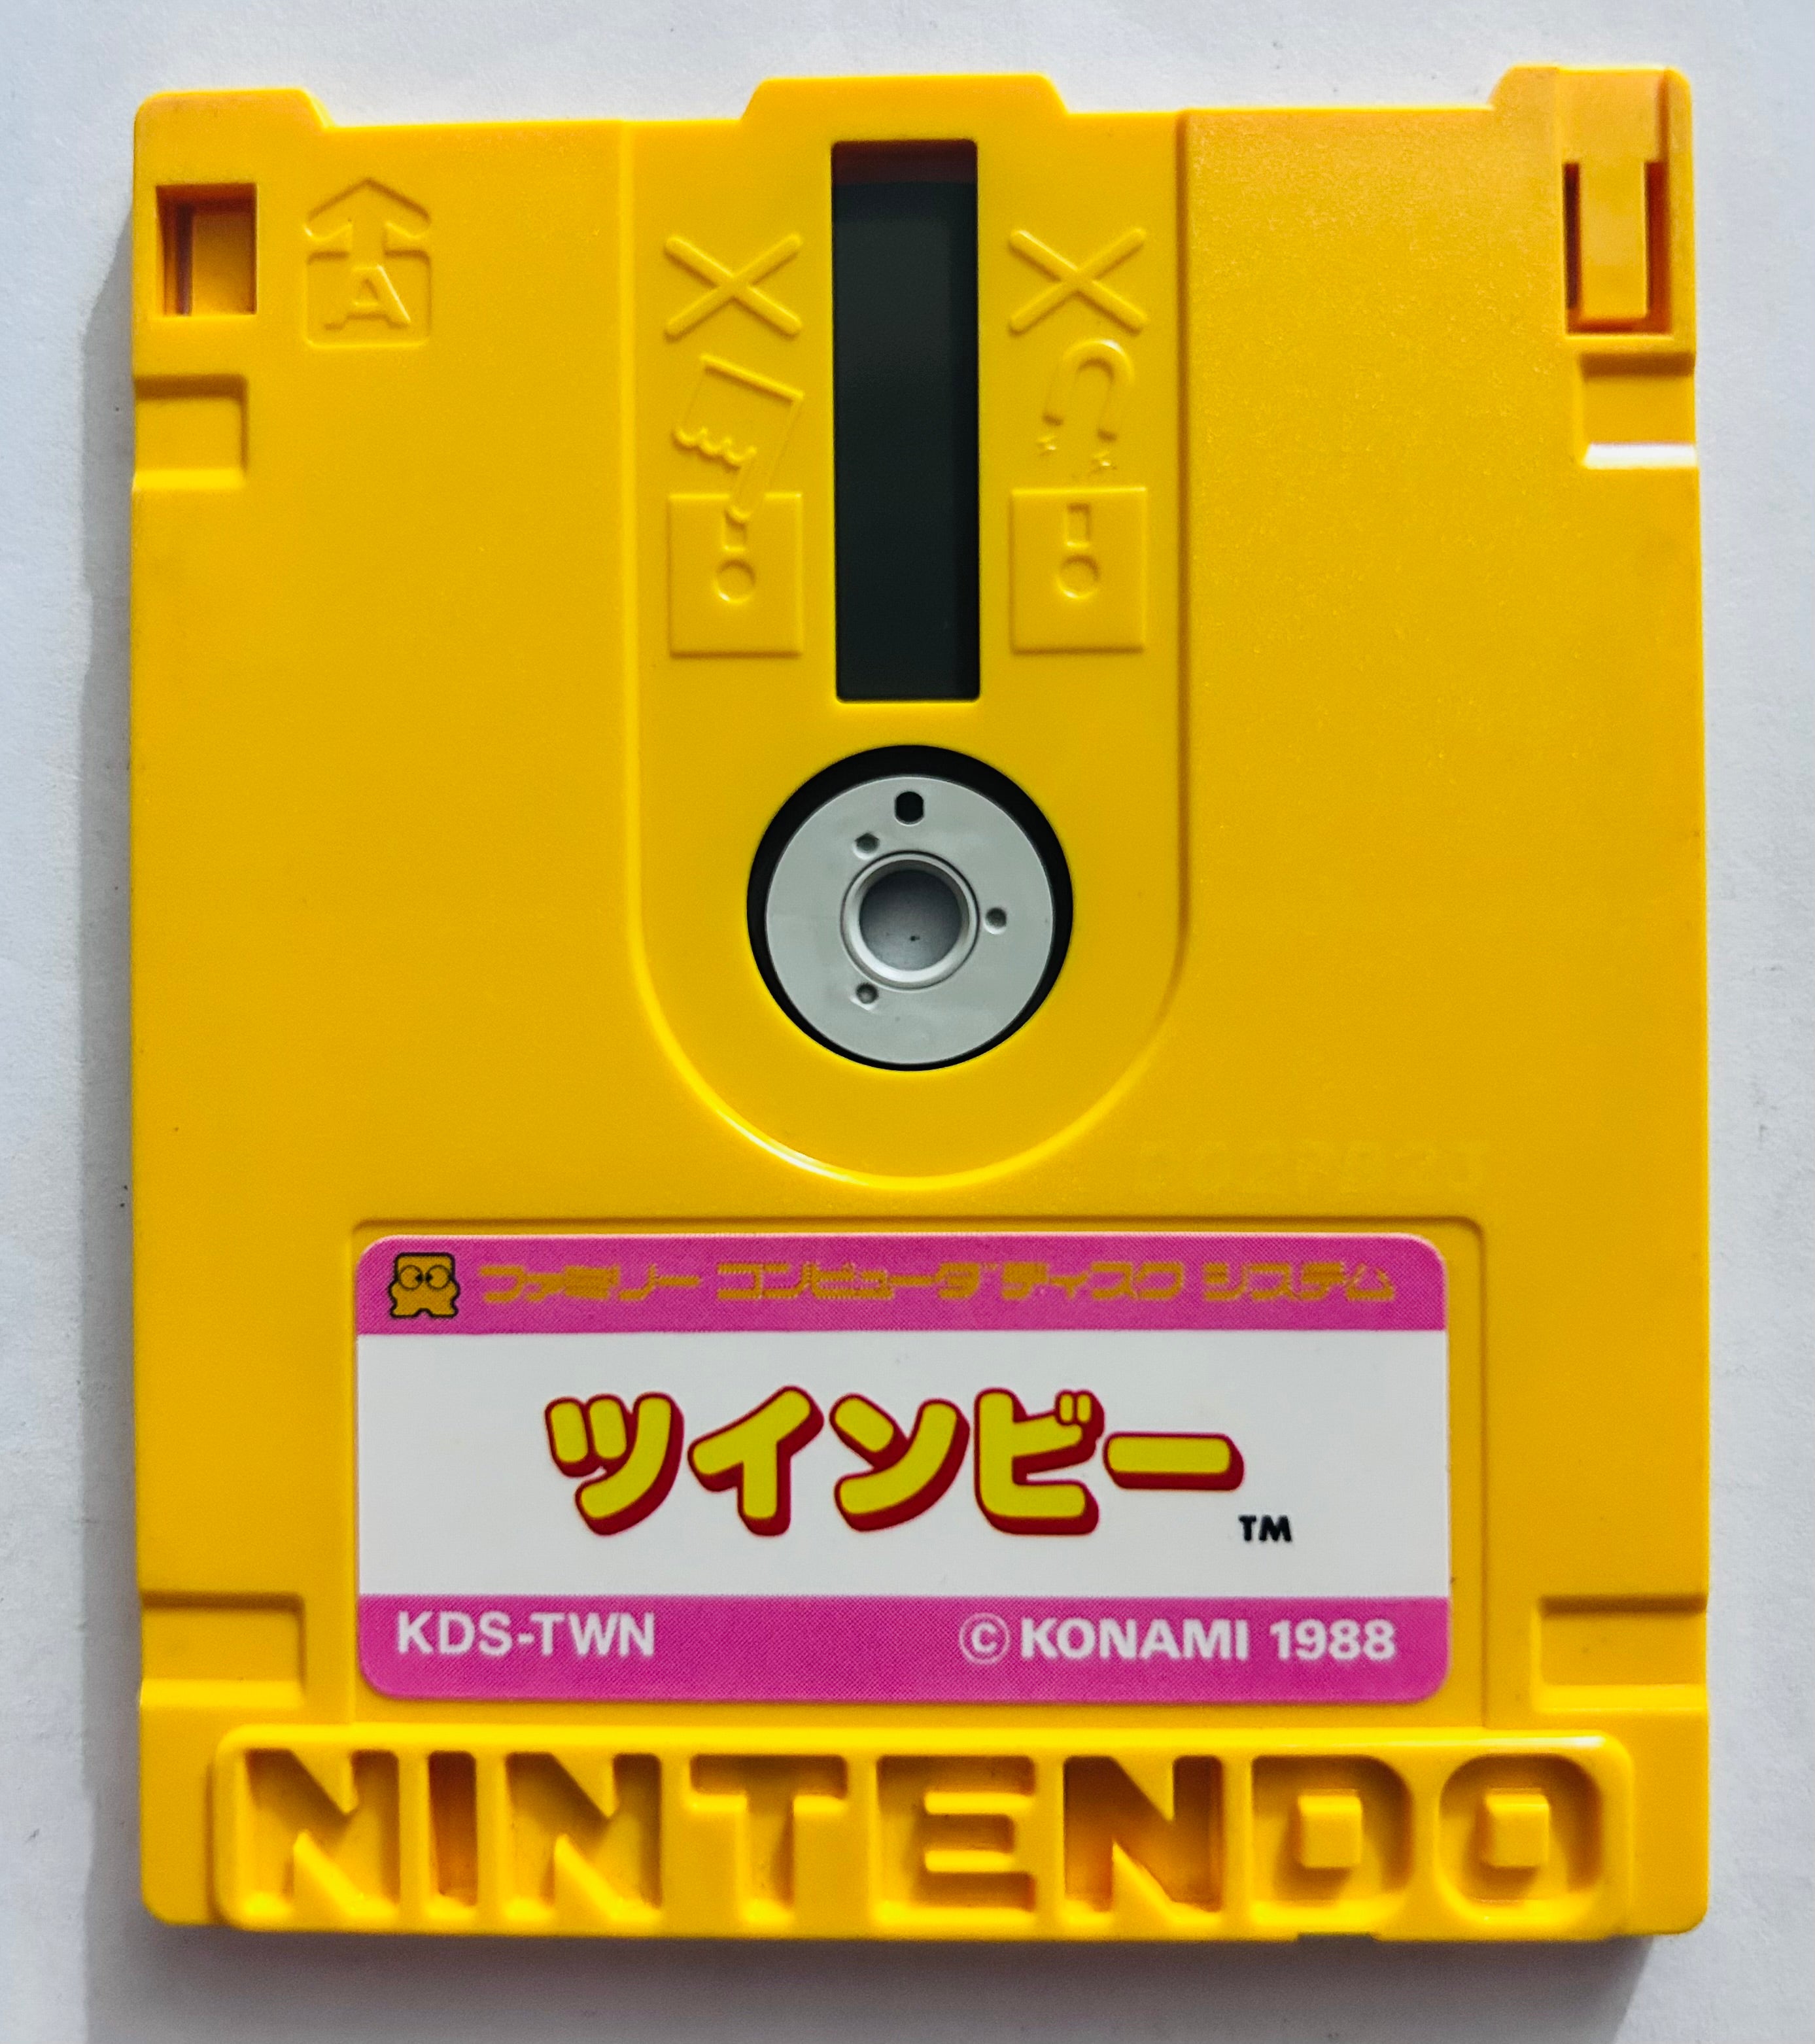 A
ファミリー コンピュータ ディスク システム
ツインビー TM
KDS-TWN ©KONAMI 1988
NINTENDO